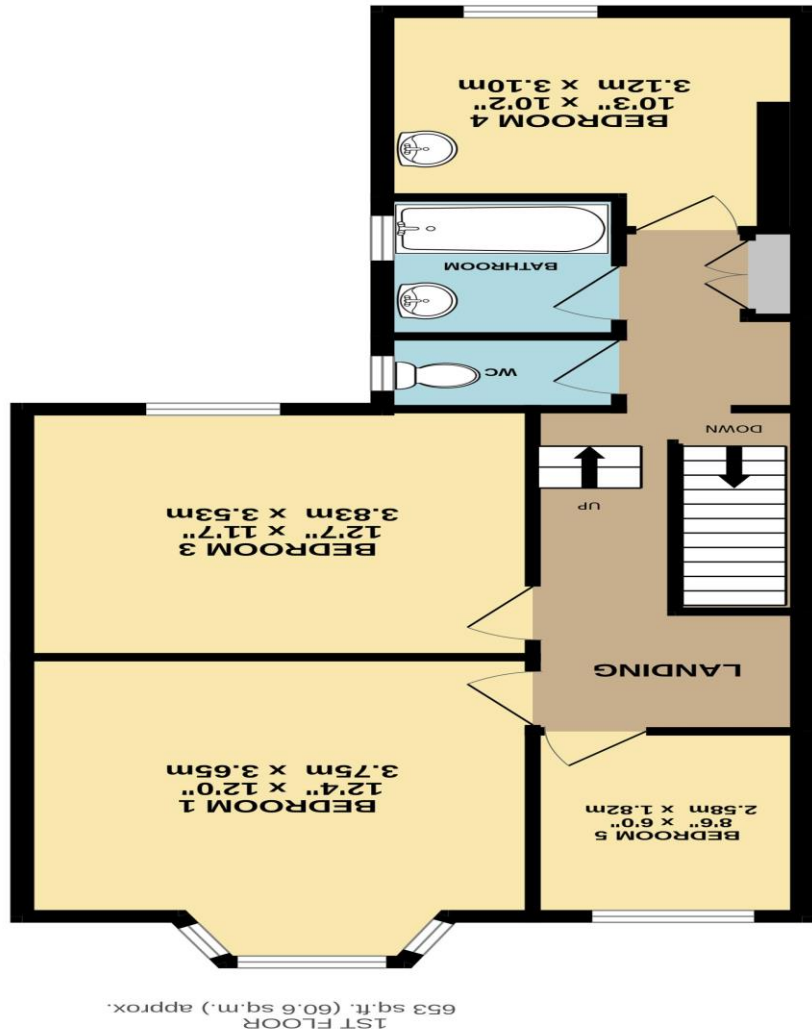 1ST FLOOR
653 sq.ft. (60.6 sq.m.) approx.
BEDROOM 5
8'6" x 6'0"
2.58m x 1.82m
BEDROOM 1
12'4" x 12'0"
3.75m x 3.65m
LANDING
BEDROOM 3
12'7" x 11'7"
3.83m x 3.53m
UP
DOWN
WC
BATHROOM
BEDROOM 4
10'3" x 10'2"
3.12m x 3.10m